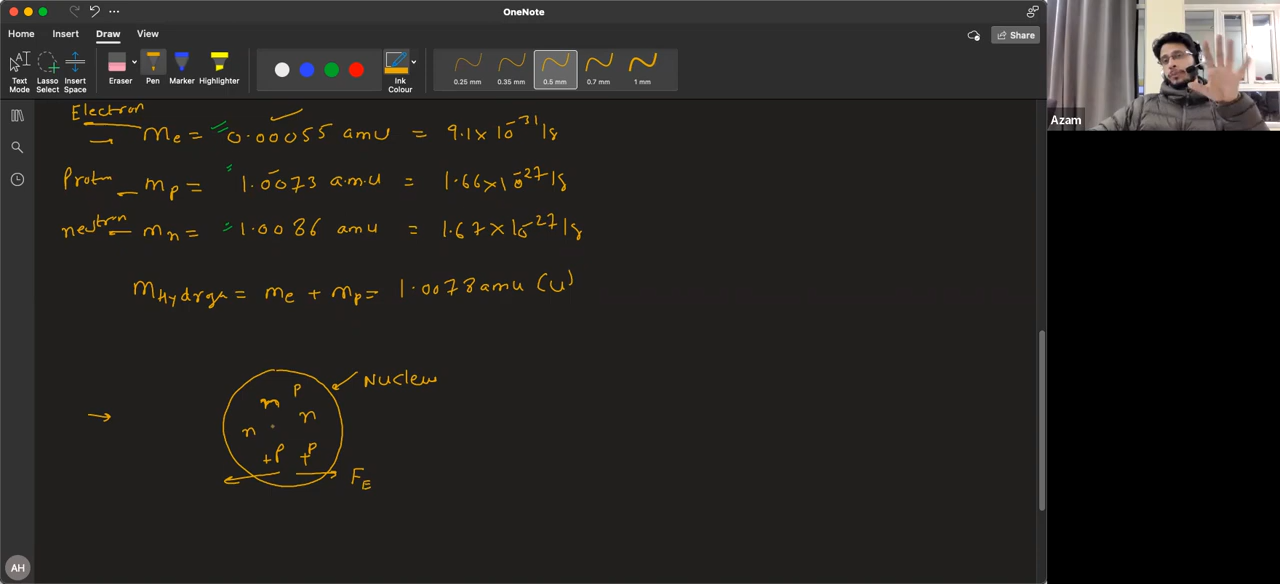 OneNote
Home Insert Draw View
Share
Text Mode
Lasso Select
Insert Space
Eraser
Pen
Marker
Highlighter
Ink Colour
0.25 mm
0.35 mm
0.5 mm
0.7 mm
1 mm
Azam
Electron
→ Me = 0.00055 amu = 9.1 x 10^-31 kg
Proton mp = 1.0073 a.m.u = 1.66 x 10^-27 kg
neutron mn = 1.0086 amu = 1.67 x 10^-27 kg
MHydrgn = me + mp = 1.0078 amu (u)
→ Nucleus
p
n
n
n
+p +p
FE
AH